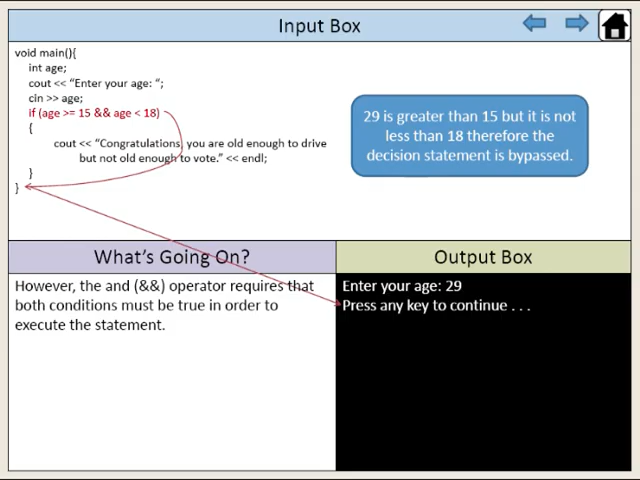 Input Box
void main(){
int age;
cout << “Enter your age: “;
cin >> age;
if (age >= 15 && age < 18)
{
cout << “Congratulations, you are old enough to drive
but not old enough to vote.” << endl;
}
}
29 is greater than 15 but it is not
less than 18 therefore the
decision statement is bypassed.
What’s Going On?
However, the and (&&) operator requires that
both conditions must be true in order to
execute the statement.
Output Box
Enter your age: 29
Press any key to continue . . .